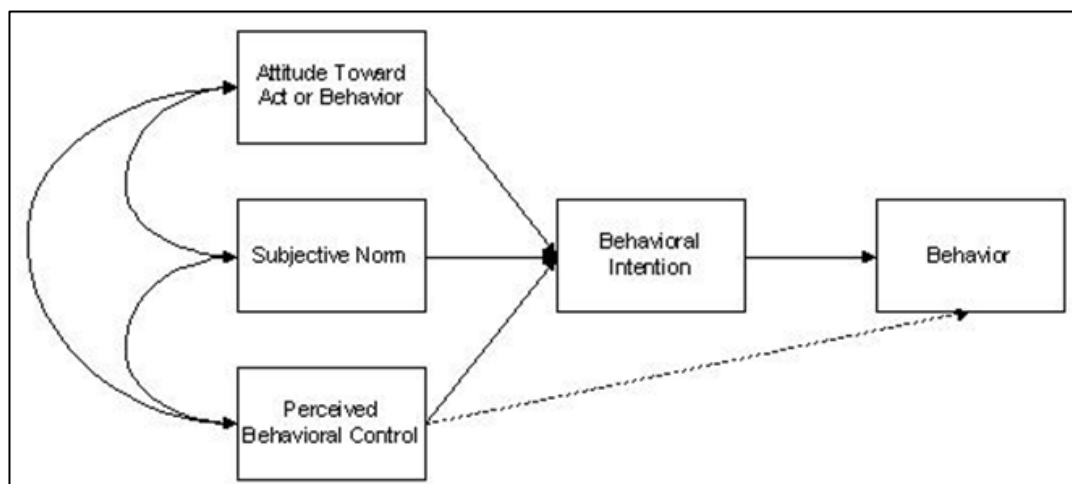 Attitude Toward
Act or Behavior
Subjective Norm
Behavioral
Intention
Behavior
Perceived
Behavioral Control